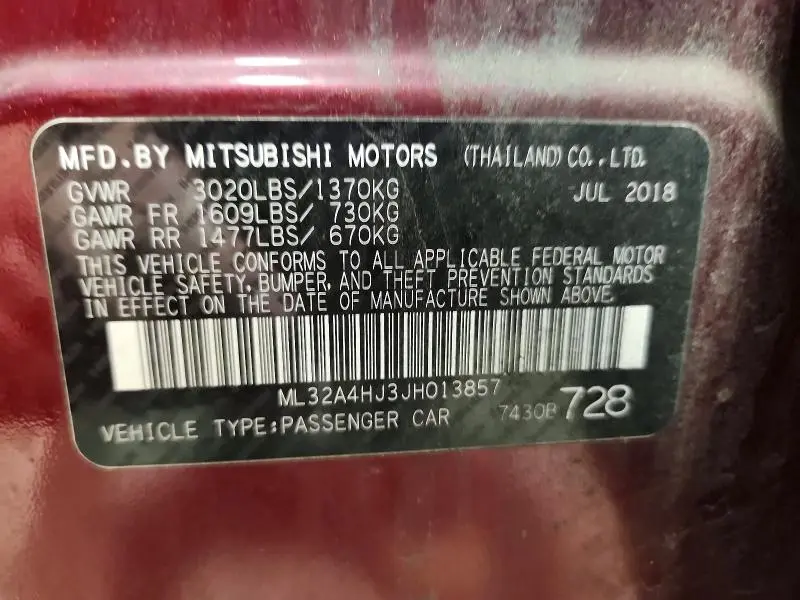 MFD.BY MITSUBISHI MOTORS (THAILAND)CO.,LTD.
GVWR 3020LBS/1370KG JUL 2018
GAWR FR 1609LBS/ 730KG
GAWR RR 1477LBS/ 670KG
THIS VEHICLE CONFORMS TO ALL APPLICABLE FEDERAL MOTOR
VEHICLE SAFETY, BUMPER, AND THEFT PREVENTION STANDARDS
IN EFFECT ON THE DATE OF MANUFACTURE SHOWN ABOVE.
ML32A4HJ3JH013857
VEHICLE TYPE:PASSENGER CAR 7430B 728